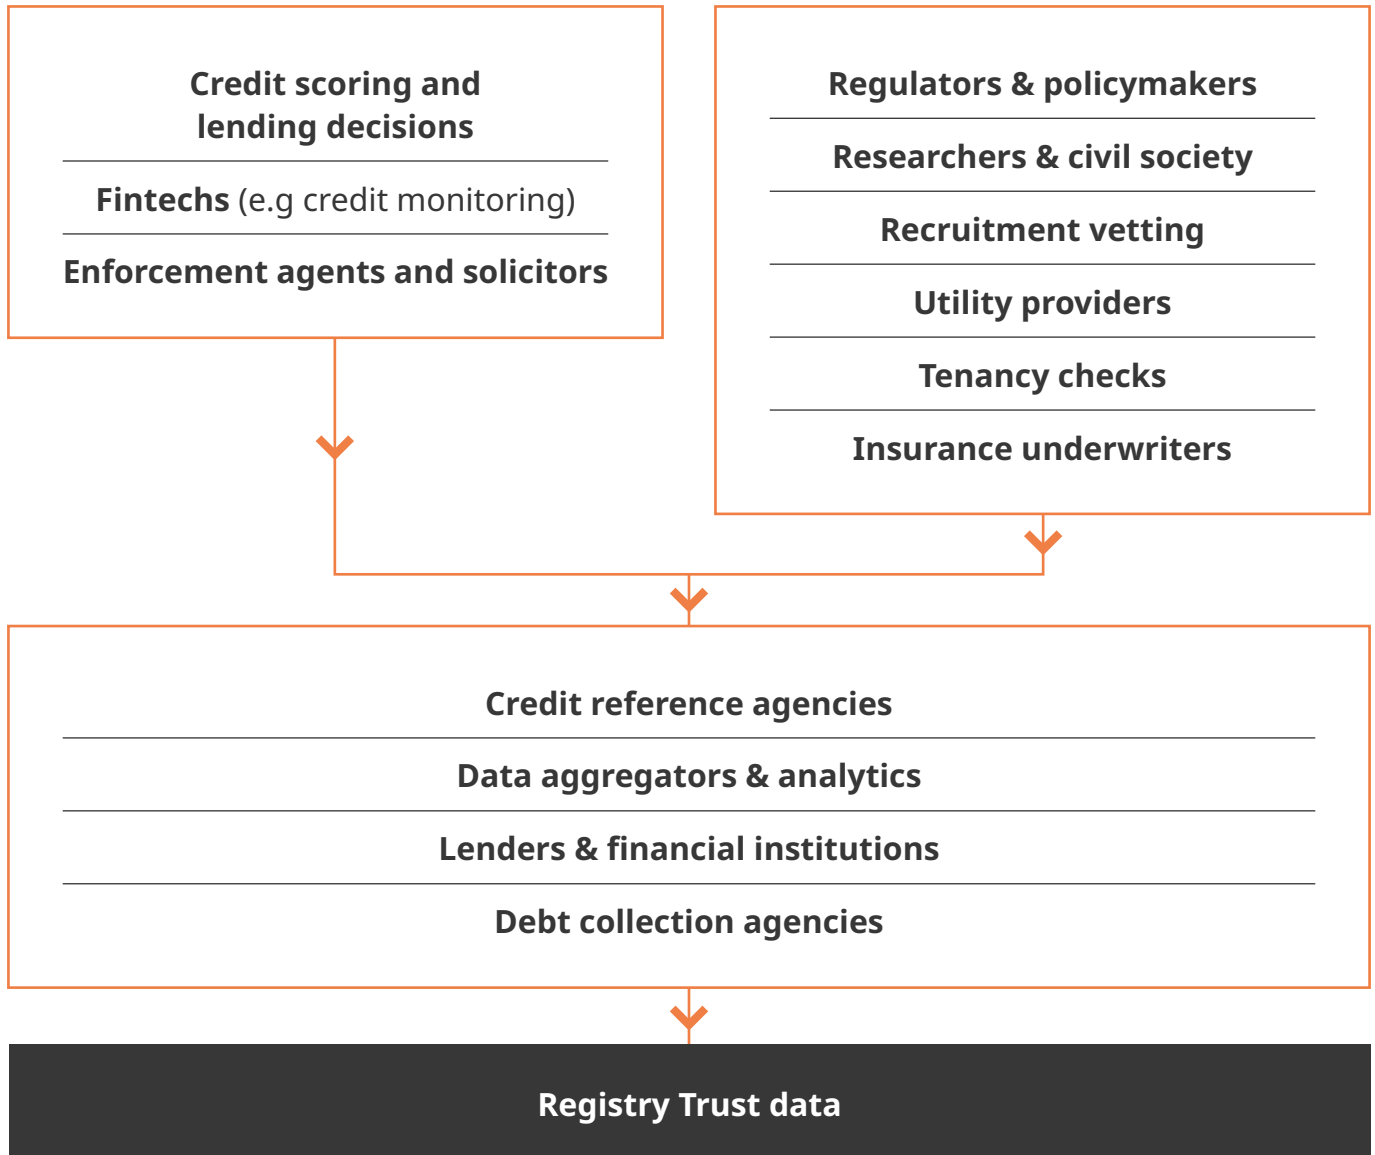 Credit scoring and
lending decisions
Fintechs (e.g credit monitoring)
Enforcement agents and solicitors
Regulators & policymakers
Researchers & civil society
Recruitment vetting
Utility providers
Tenancy checks
Insurance underwriters
Credit reference agencies
Data aggregators & analytics
Lenders & financial institutions
Debt collection agencies
Registry Trust data